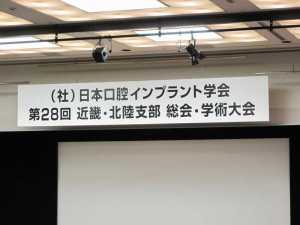 （社）日本口腔インプラント学会
第28回 近畿・北陸支部 総会・学術大会